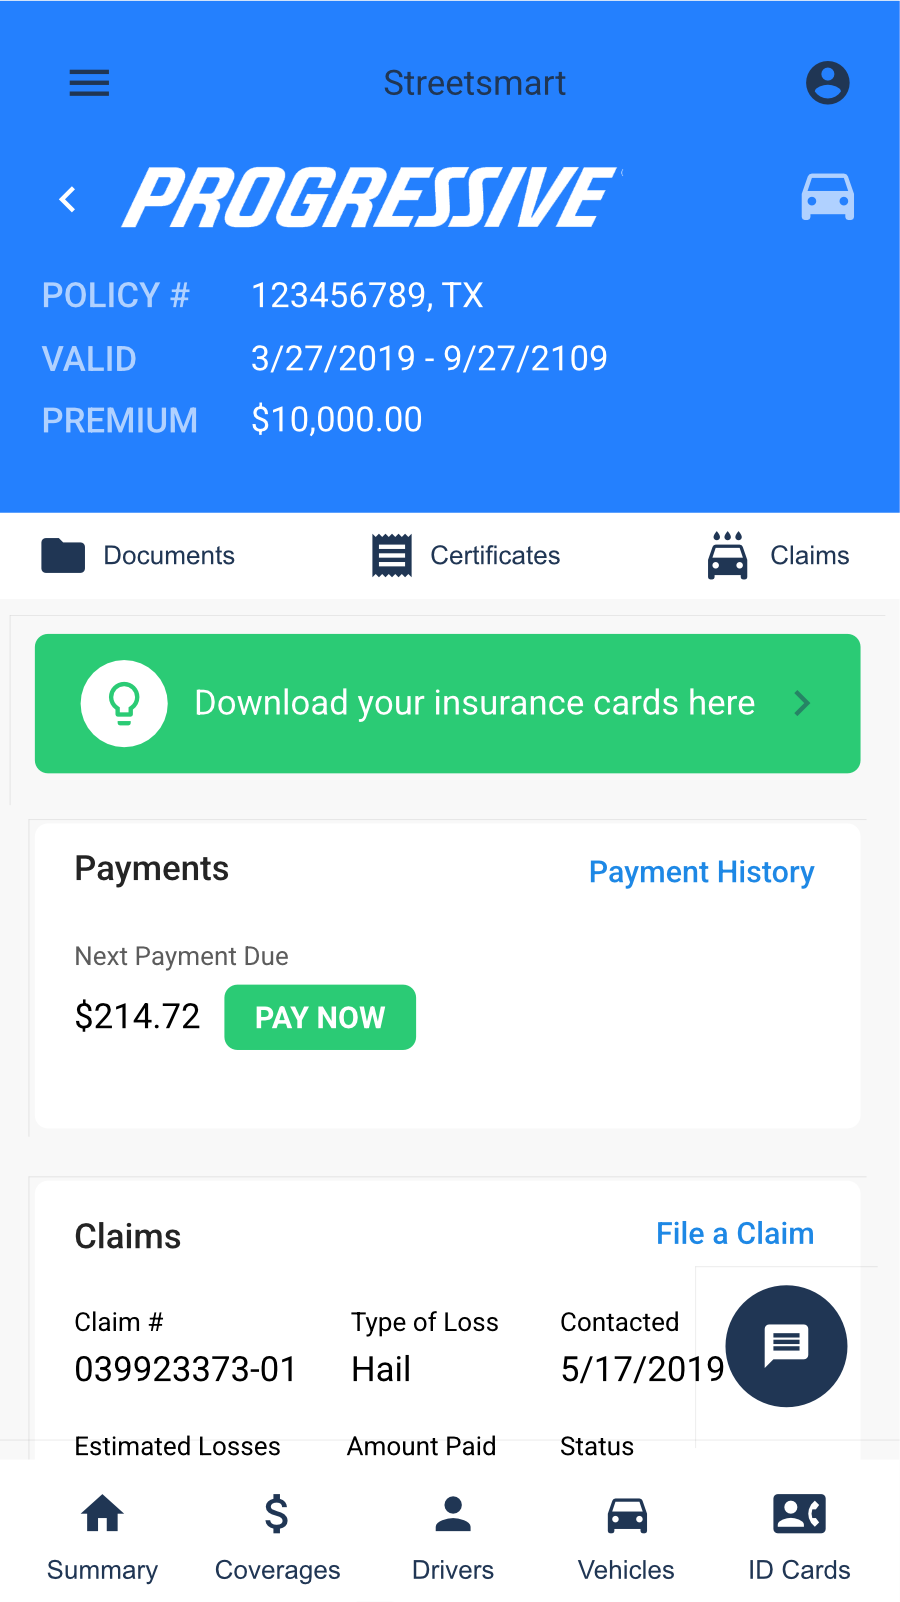 Streetsmart
PROGRESSIVE
POLICY # 123456789, TX
VALID 3/27/2019 - 9/27/2109
PREMIUM $10,000.00
Documents Certificates Claims
Download your insurance cards here
Payments Payment History
Next Payment Due
$214.72 PAY NOW
Claims File a Claim
Claim # Type of Loss Contacted
039923373-01 Hail 5/17/2019
Estimated Losses Amount Paid Status
Summary Coverages Drivers Vehicles ID Cards